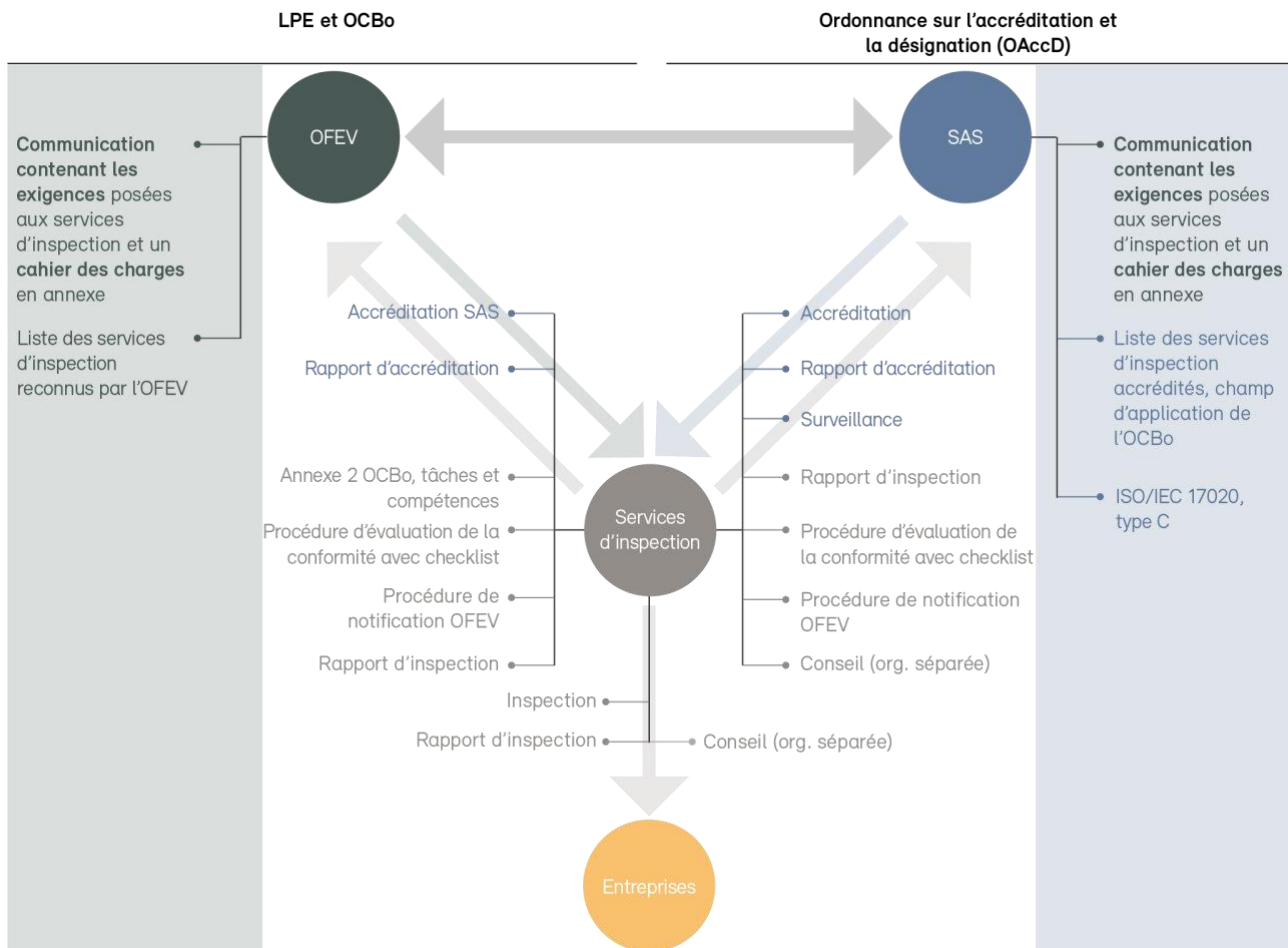 LPE et OCBo
Ordonnance sur l’accréditation et
la désignation (OAccD)
OFEV
SAS
Communication
contenant les
exigences posées
aux services
d’inspection et un
cahier des charges
en annexe
Liste des services
d’inspection
reconnus par l’OFEV
Communication
contenant les
exigences posées
aux services
d’inspection et un
cahier des charges
en annexe
Liste des services
d’inspection
accrédités, champ
d’application de
l’OCBo
ISO/IEC 17020,
type C
Accréditation SAS
Rapport d’accréditation
Annexe 2 OCBo, tâches et
compétences
Procédure d’évaluation de la
conformité avec checklist
Procédure de
notification OFEV
Rapport d’inspection
Services
d’inspection
Accréditation
Rapport d’accréditation
Surveillance
Rapport d’inspection
Procédure d’évaluation de
la conformité avec checklist
Procédure de notification
OFEV
Conseil (org. séparée)
Inspection
Rapport d’inspection
Conseil (org. séparée)
Entreprises